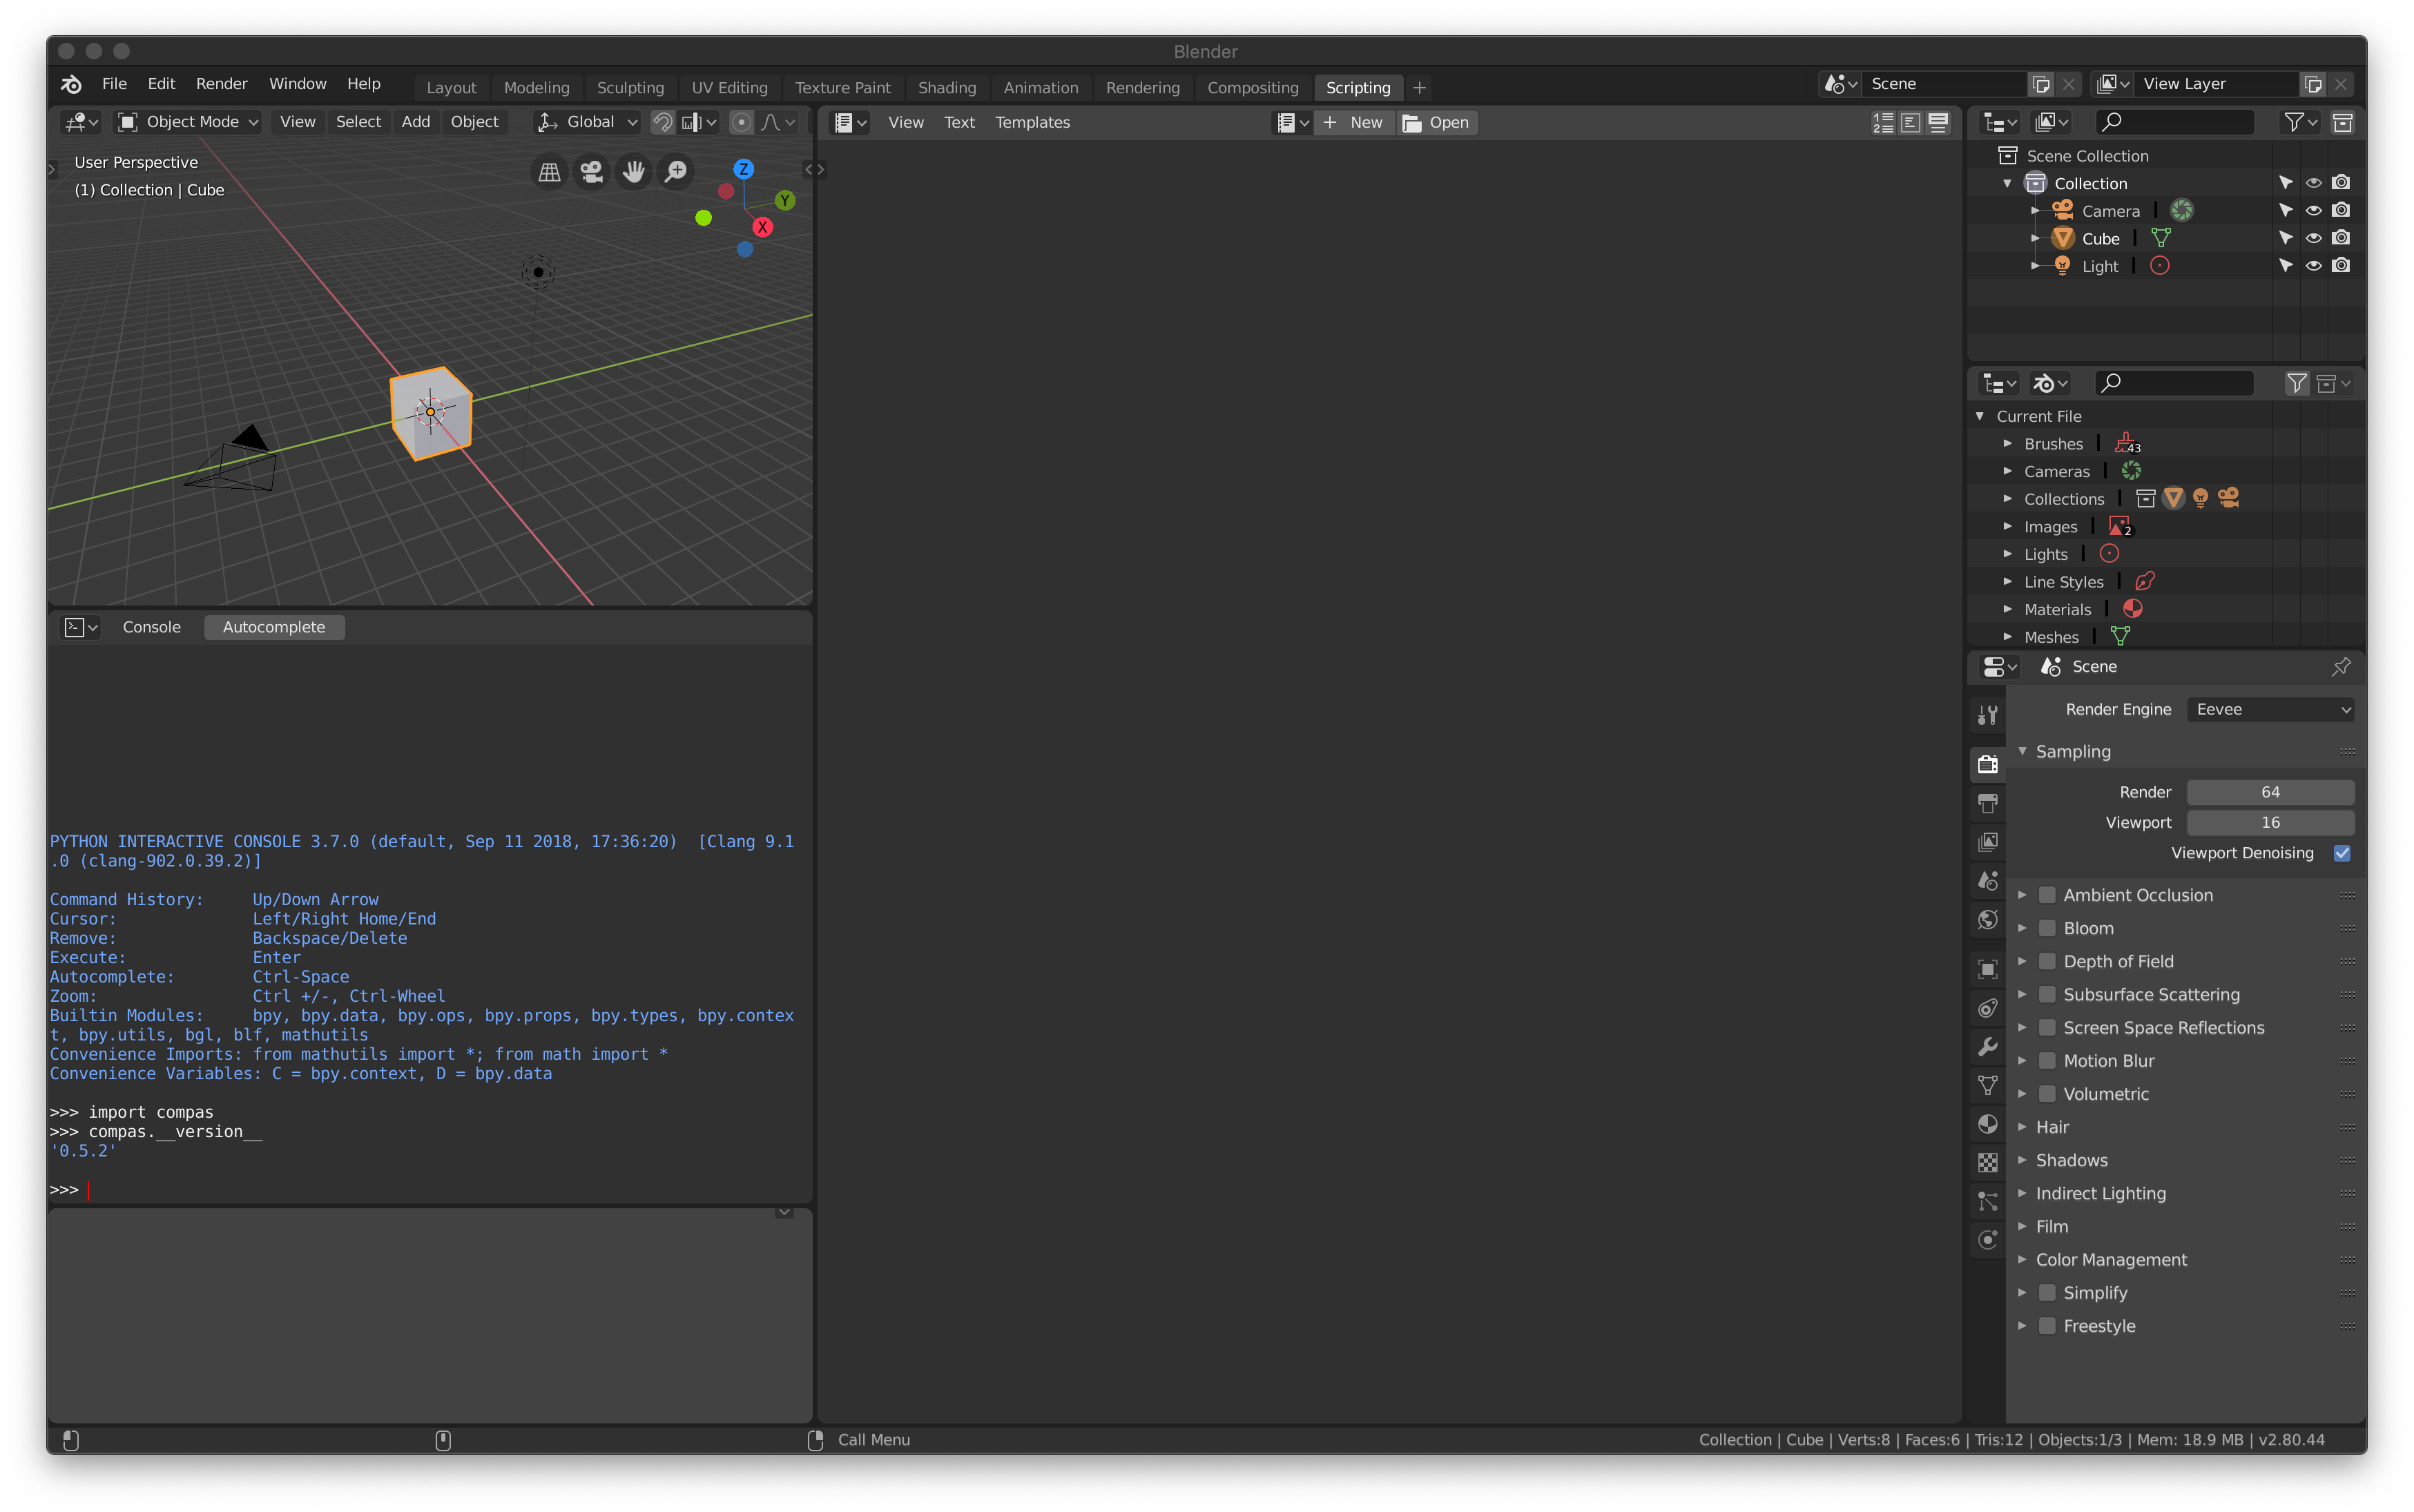 Blender
File Edit Render Window Help Layout Modeling Sculpting UV Editing Texture Paint Shading Animation Rendering Compositing Scripting + Scene View Layer
Object Mode View Select Add Object Global
User Perspective
(1) Collection | Cube
Z
Y
X
View Text Templates + New Open
Scene Collection
Collection
Camera
Cube
Light
Current File
Brushes 43
Cameras
Collections
Images 2
Lights
Line Styles
Materials
Meshes
Console Autocomplete
PYTHON INTERACTIVE CONSOLE 3.7.0 (default, Sep 11 2018, 17:36:20)  [Clang 9.1
.0 (clang-902.0.39.2)]
Command History:     Up/Down Arrow
Cursor:              Left/Right Home/End
Remove:              Backspace/Delete
Execute:             Enter
Autocomplete:        Ctrl-Space
Zoom:                Ctrl +/-, Ctrl-Wheel
Builtin Modules:     bpy, bpy.data, bpy.ops, bpy.props, bpy.types, bpy.contex
t, bpy.utils, bgl, blf, mathutils
Convenience Imports: from mathutils import *; from math import *
Convenience Variables: C = bpy.context, D = bpy.data
>>> import compas
>>> compas.__version__
'0.5.2'
>>>
Scene
Render Engine Eevee
Sampling
Render 64
Viewport 16
Viewport Denoising
Ambient Occlusion
Bloom
Depth of Field
Subsurface Scattering
Screen Space Reflections
Motion Blur
Volumetric
Hair
Shadows
Indirect Lighting
Film
Color Management
Simplify
Freestyle
Call Menu
Collection | Cube | Verts:8 | Faces:6 | Tris:12 | Objects:1/3 | Mem: 18.9 MB | v2.80.44